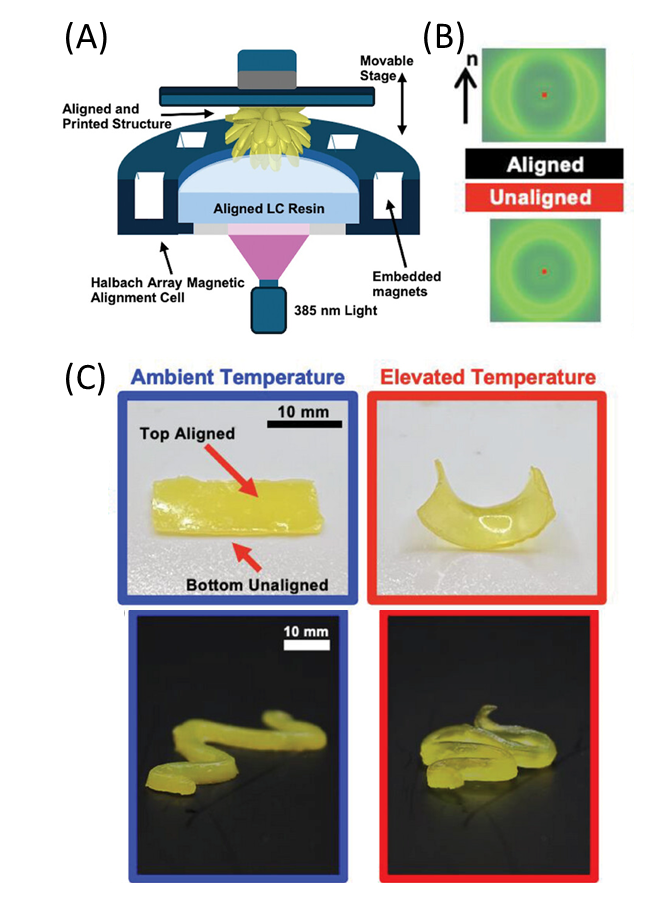 (A)
Movable
Stage
Aligned and
Printed Structure
Aligned LC Resin
Halbach Array Magnetic
Alignment Cell
Embedded
magnets
385 nm Light
(B)
n
Aligned
Unaligned
(C)
Ambient Temperature
Elevated Temperature
10 mm
Top Aligned
Bottom Unaligned
10 mm